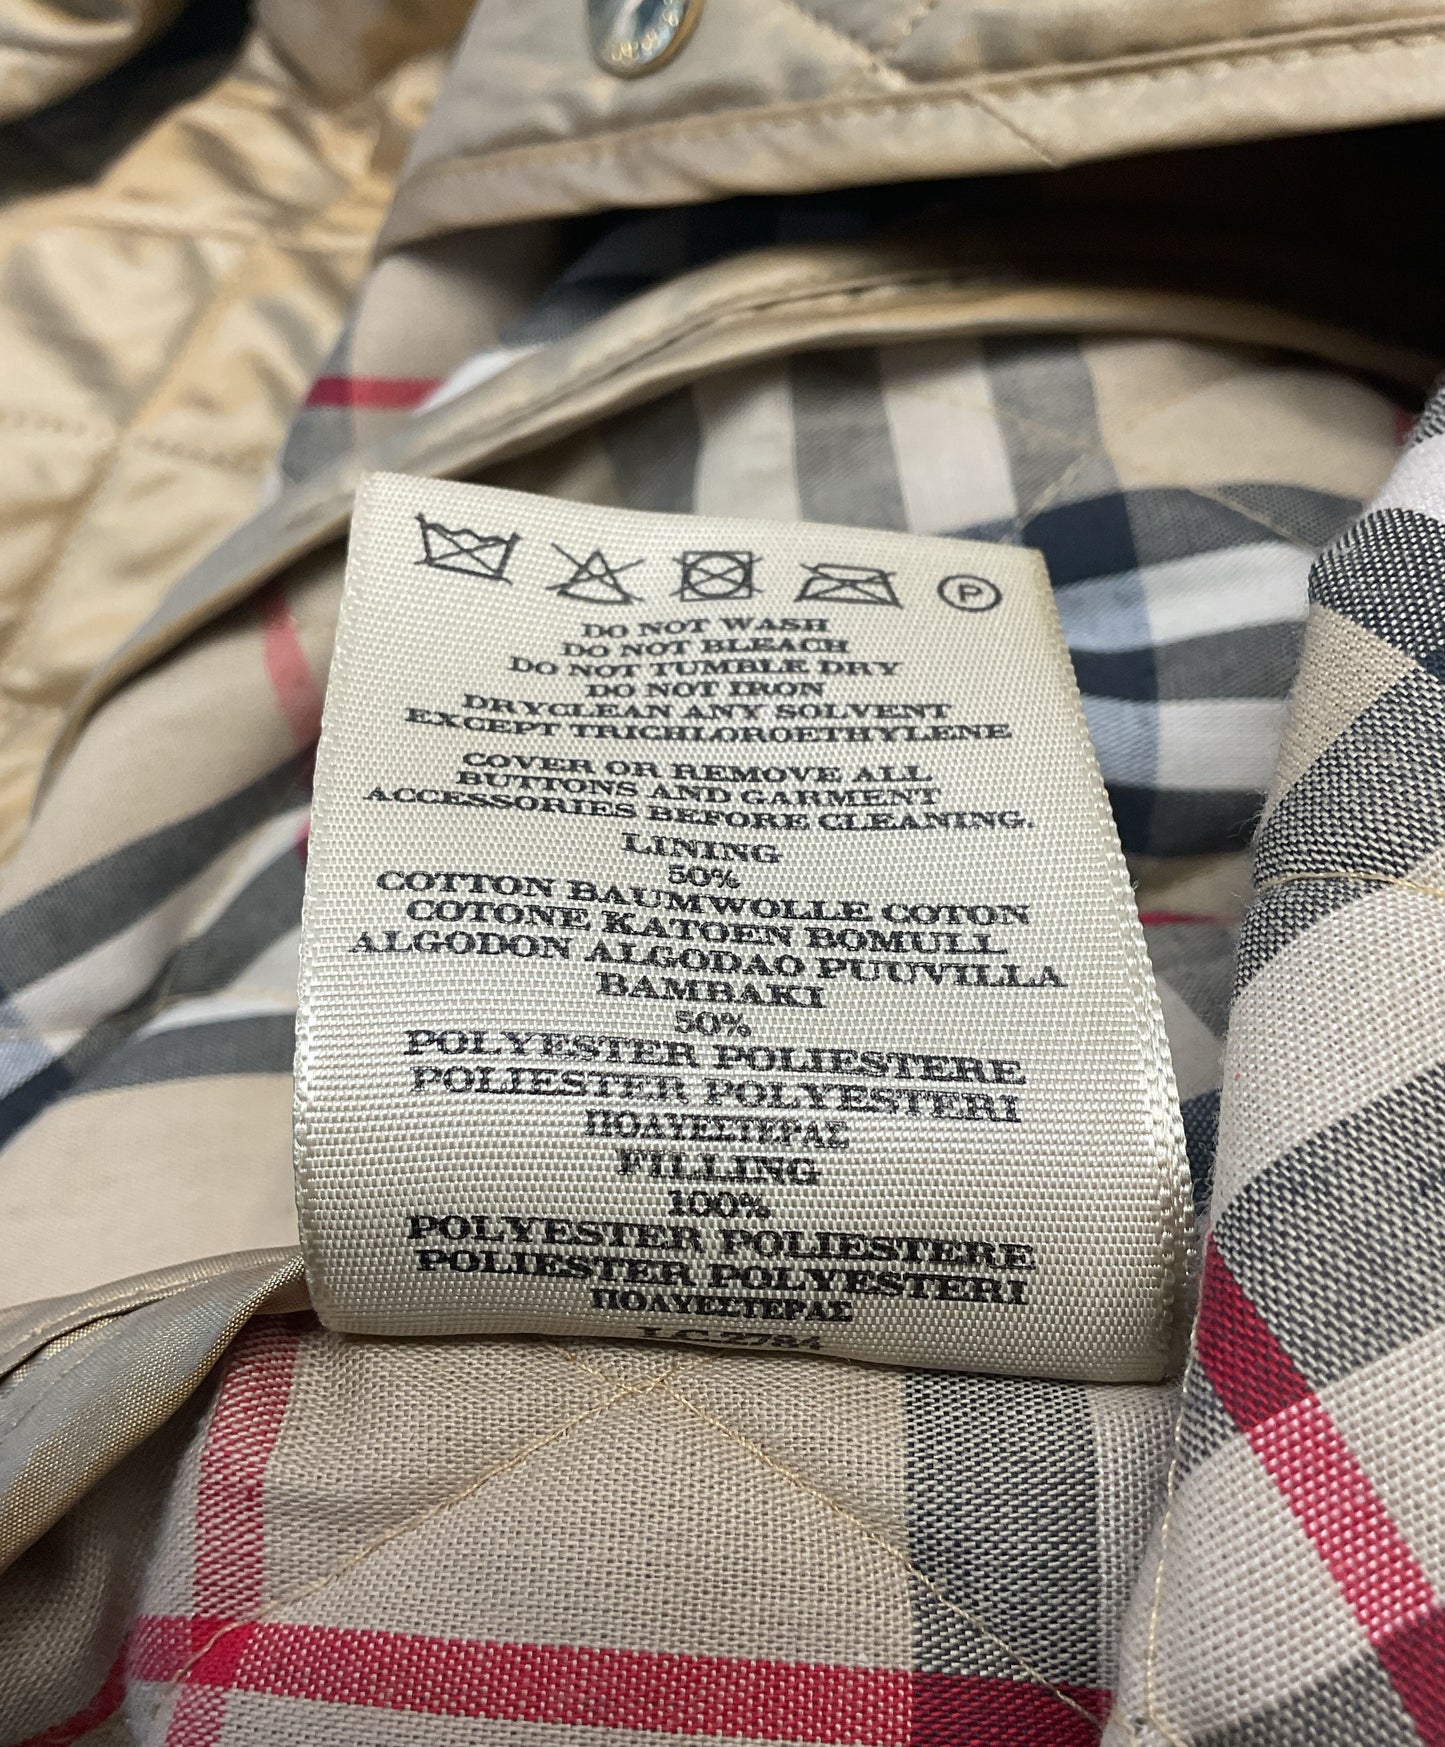 P
DO NOT WASH
DO NOT BLEACH
DO NOT TUMBLE DRY
DO NOT IRON
DRYCLEAN ANY SOLVENT
EXCEPT TRICHLOROETHYLENE
COVER OR REMOVE ALL
BUTTONS AND GARMENT
ACCESSORIES BEFORE CLEANING.
LINING
50%
COTTON BAUMWOLLE COTON
COTONE KATOEN BOMULL
ALGODON ALGODAO PUUVILLA
BAMBAKI
50%
POLYESTER POLIESTERE
POLIESTER POLYESTERI
ΠΟΛΥΕΣΤΕΡΑΣ
FILLING
100%
POLYESTER POLIESTERE
POLIESTER POLYESTERI
ΠΟΛΥΕΣΤΕΡΑΣ
LC 2784